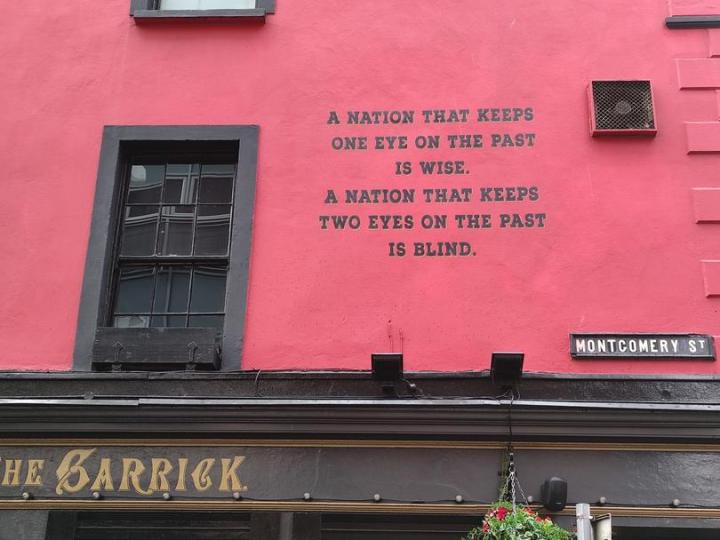 A NATION THAT KEEPS
ONE EYE ON THE PAST
IS WISE.
A NATION THAT KEEPS
TWO EYES ON THE PAST
IS BLIND.
MONTGOMERY ST
THE GARRICK.